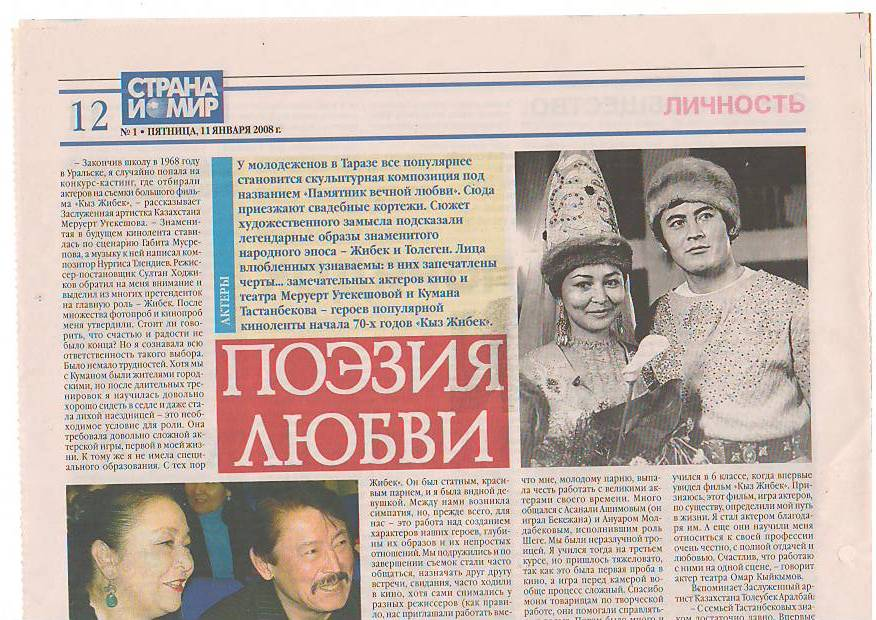 12
СТРАНА
И МИР
№ 1 • ПЯТНИЦА, 11 ЯНВАРЯ 2008 г.
ЛИЧНОСТЬ
– Закончив школу в 1968 году
в Уральске, я случайно попала на
конкурс-кастинг, где отбирали
актеров на съемки большого филь-
ма «Кыз Жибек», – рассказывает
Заслуженная артистка Казахстана
Меруерт Утекешова. – Знамени-
тая в будущем кинолента стави-
лась по сценарию Габита Мусре-
пова, а музыку к ней написал ком-
позитор Нургиса Тлендиев. Режис-
сер-постановщик Султан Ходжи-
ков обратил на меня внимание и
выделил из многих претенденток
на главную роль – Жибек. После
множества фотопроб и кинопроб
меня утвердили. Стоит ли гово-
рить, что счастью и радости не
было конца? Но я сознавала всю
ответственность такого выбора.
Было немало трудностей. Хотя мы
с Куманом были жителями город-
скими, но после длительных тре-
нировок я научилась довольно
хорошо сидеть в седле и даже ста-
ла лихой наездницей – это необ-
ходимое условие для роли. Она
требовала довольно сложной ак-
терской игры, первой в моей жиз-
ни. К тому же я не имела специ-
ального образования. С тех пор
АКТЕРЫ
У молодеженов в Таразе все популярнее
становится скульптурная композиция под
названием «Памятник вечной любви». Сюда
приезжают свадебные кортежи. Сюжет
художественного замысла подсказали
легендарные образы знаменитого
народного эпоса – Жибек и Толеген. Лица
влюбленных узнаваемы: в них запечатлены
черты... замечательных актеров кино и
театра Меруерт Утекешовой и Кумана
Тастанбекова – героев популярной
киноленты начала 70-х годов «Кыз Жибек».
ПОЭЗИЯ
ЛЮБВИ
Жибек». Он был статным, краси-
вым парнем, и я была видной де-
вушкой. Между нами возникла
симпатия, но, прежде всего, для
нас – это работа над созданием
характеров наших героев, глуби-
ны их образов и их непростых
отношений. Мы подружились и по
завершении съемок стали часто
общаться, назначать друг другу
встречи, свидания, часто ходили
в кино, хотя сами снимались у
разных режиссеров (как прави-
ло, нас приглашали работать вме-
что мне, молодому парню, выпа-
ла честь работать с великими ак-
терами своего времени. Много
общался с Асанали Ашимовым (он
играл Бекежана) и Ануаром Мол-
дабековым, исполнившим роль
Шеге. Мы были неразлучной тро-
ицей. Я учился тогда на третьем
курсе, но пришлось тяжеловато,
так как это была первая проба в
кино, а игра перед камерой во-
обще процесс сложный. Спасибо
моим товарищам по творческой
работе, они помогали справлять-
учился в 6 классе, когда впервые
увидел фильм «Кыз Жибек». При-
знаюсь, этот фильм, игра актеров,
по существу, определили мой путь
в жизни. Я стал актером благода-
ря им. А еще они научили меня
относиться к своей профессии
очень честно, с полной отдачей и
любовью. Счастлив, что работаю
с ними на одной сцене, – говорит
актер театра Омар Кыйкымов.
Вспоминает Заслуженный ар-
тист Казахстана Толеубек Аралбай:
– С семьей Тастанбековых зна-
ком достаточно давно. Впервые